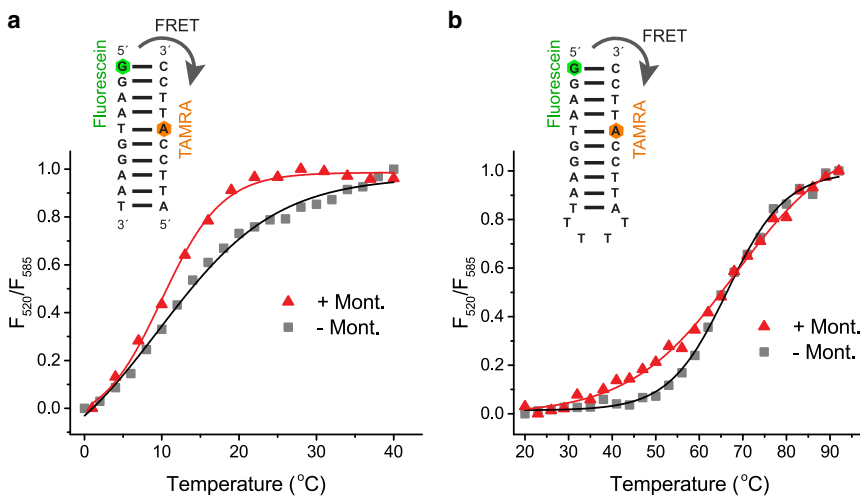 a
FRET
5´ 3´
Fluorescein
TAMRA
G C
G C
A T
A T
T A
G C
G C
A T
A T
T A
3´ 5´
F520/F585
1.0
0.8
0.6
0.4
0.2
0.0
+ Mont.
- Mont.
0 10 20 30 40
Temperature (°C)
b
FRET
5´ 3´
Fluorescein
TAMRA
G C
G C
A T
A T
T A
G C
G C
A T
A T
T A
T T
T T
F520/F585
1.0
0.8
0.6
0.4
0.2
0.0
+ Mont.
- Mont.
20 30 40 50 60 70 80 90
Temperature (°C)